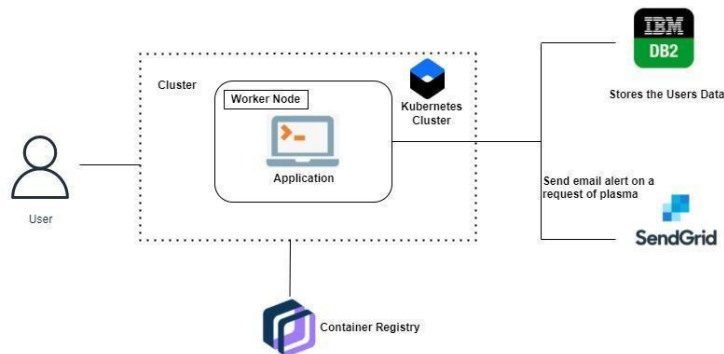 IBM
DB2
Cluster
Worker Node
Kubernetes
Cluster
Stores the Users Data
Application
Send email alert on a
request of plasma
User
SendGrid
Container Registry